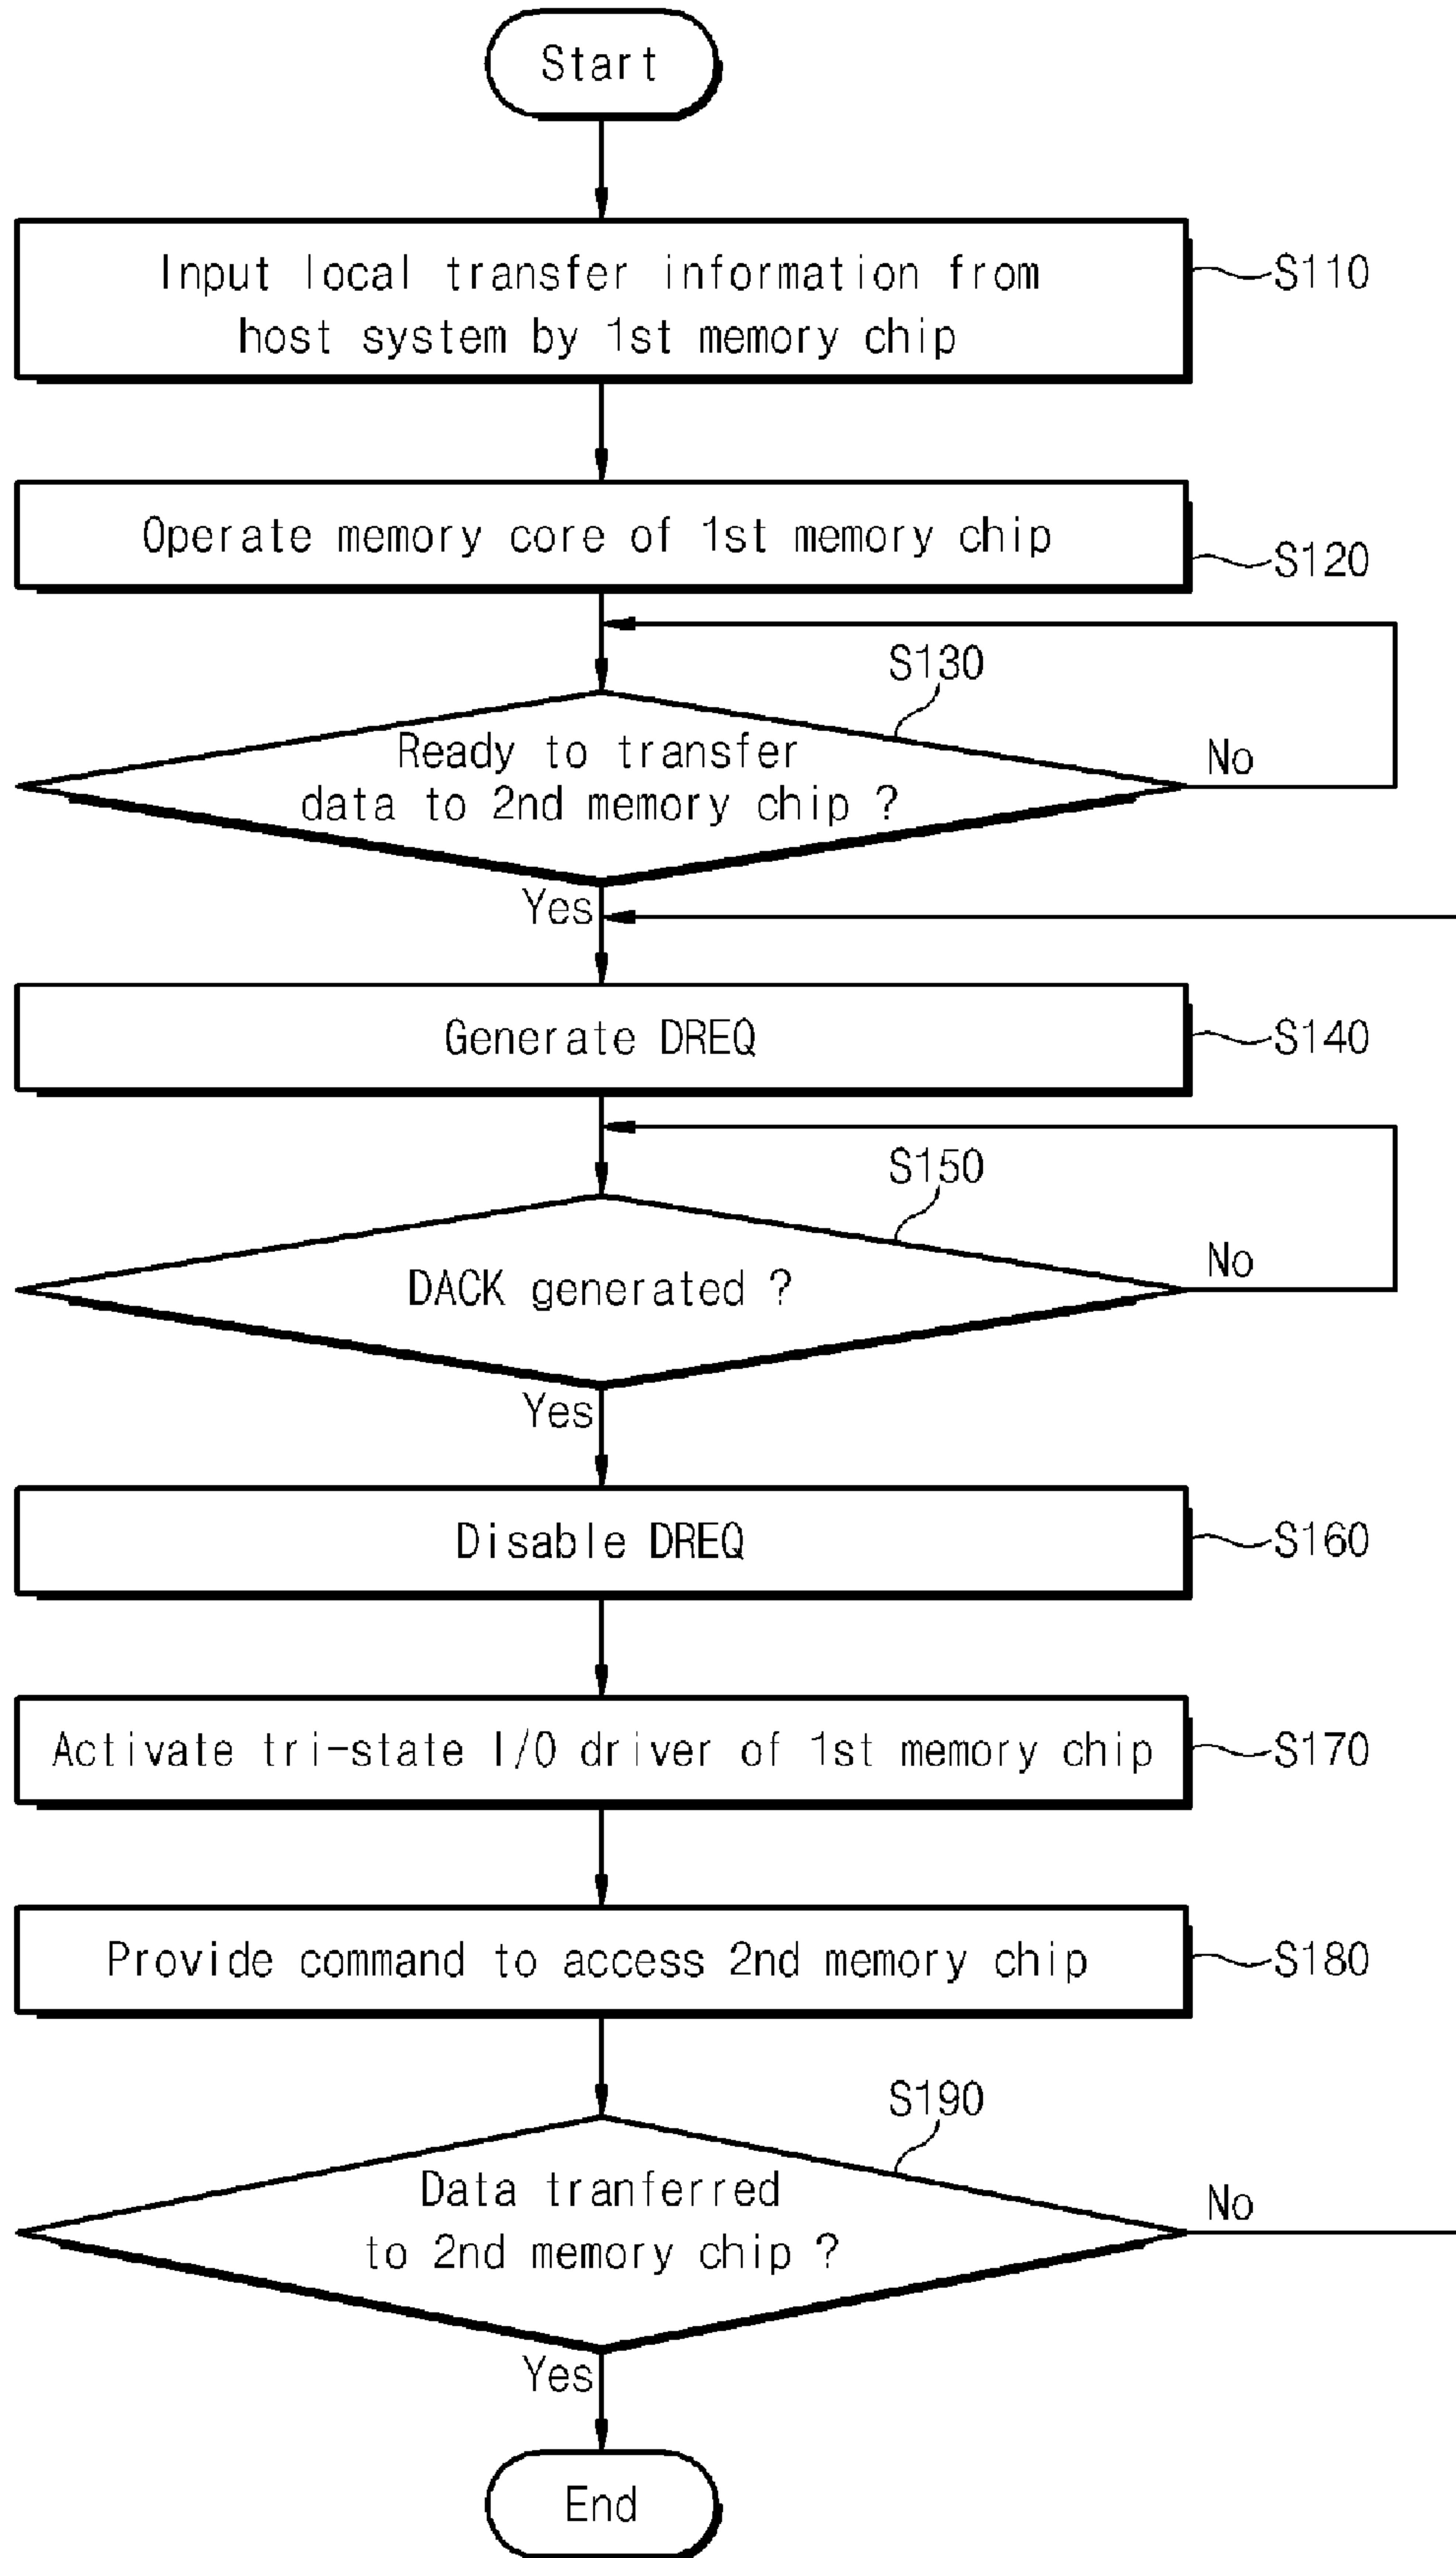 Start
Input local transfer information from
host system by 1st memory chip
S110
Operate memory core of 1st memory chip
S120
S130
Ready to transfer
data to 2nd memory chip ?
No
Yes
Generate DREQ
S140
S150
DACK generated ?
No
Yes
Disable DREQ
S160
Activate tri-state I/O driver of 1st memory chip
S170
Provide command to access 2nd memory chip
S180
S190
Data tranferred
to 2nd memory chip ?
No
Yes
End